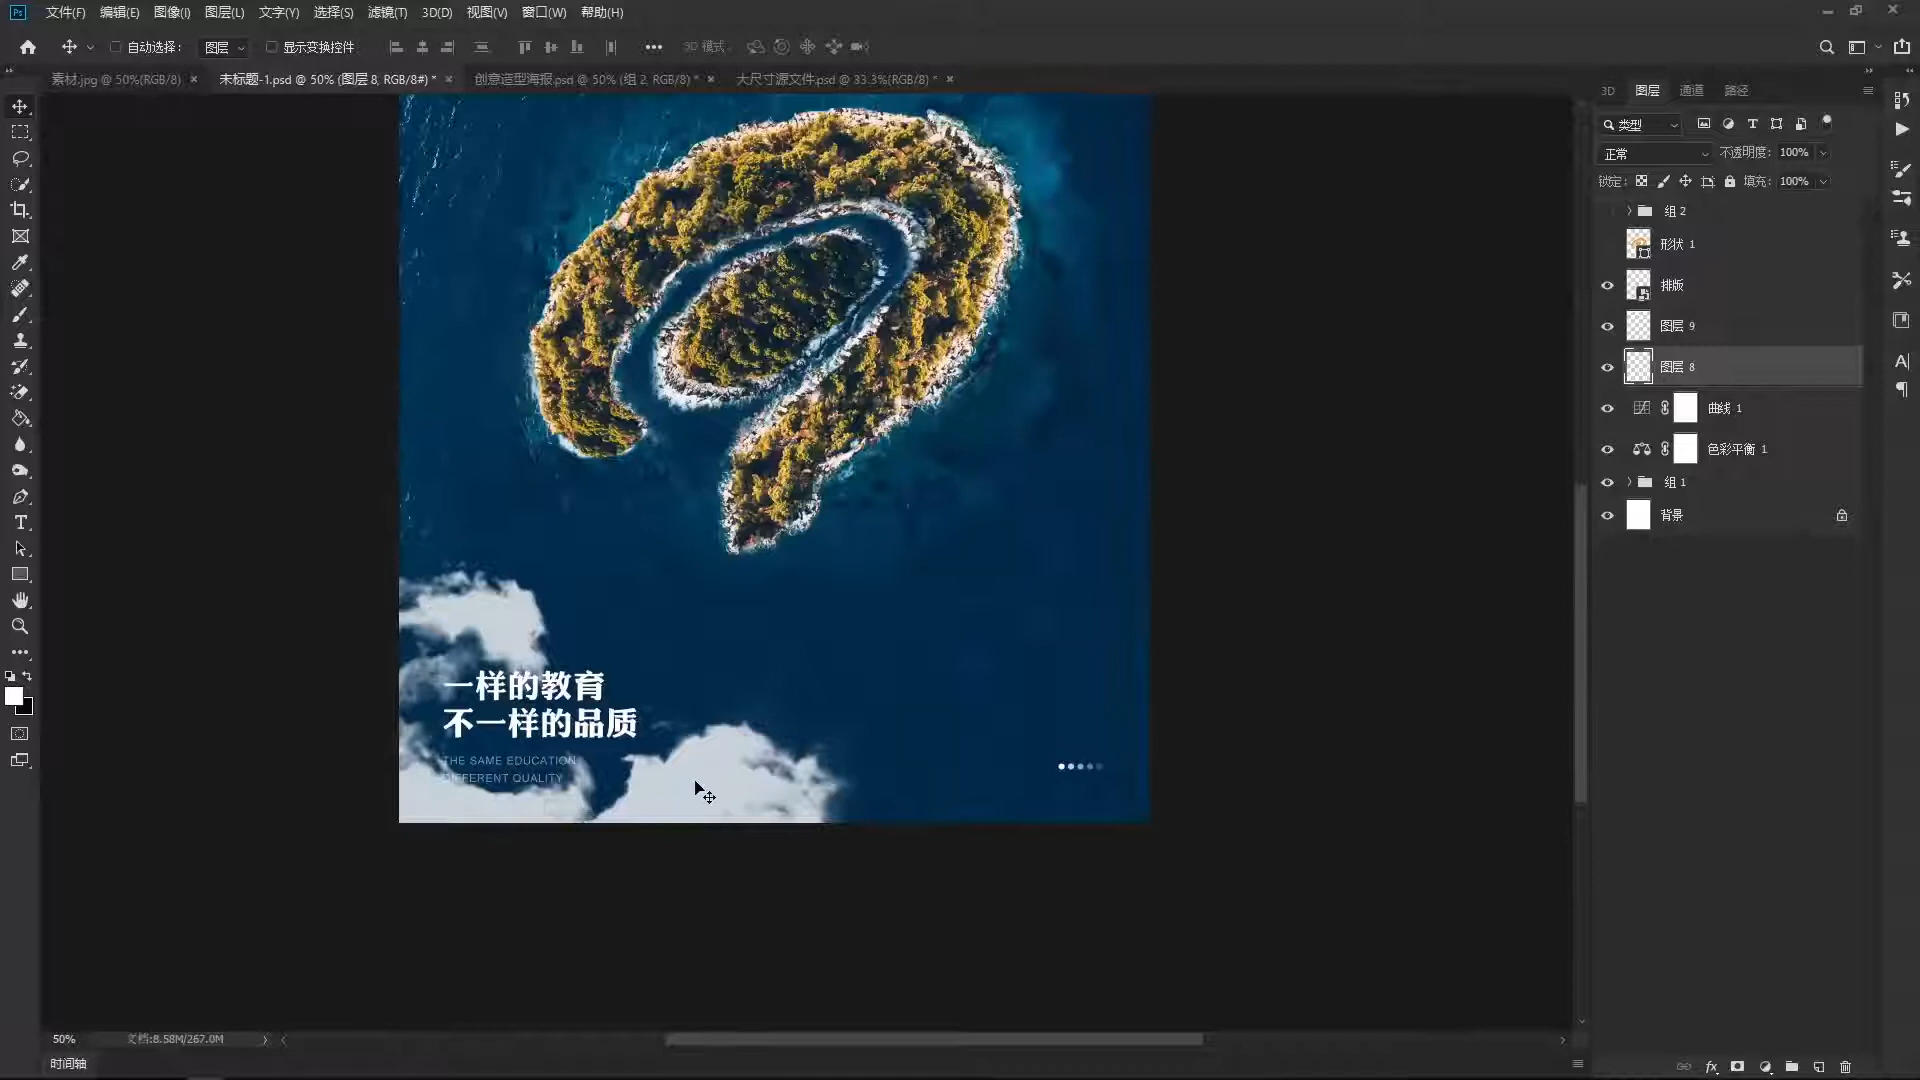 Ps 文件(F) 编辑(E) 图像(I) 图层(L) 文字(Y) 选择(S) 滤镜(T) 3D(D) 视图(V) 窗口(W) 帮助(H)
自动选择: 图层 显示变换控件 3D 模式:
素材.jpg @ 50%(RGB/8) × 未标题-1.psd @ 50% (图层 8, RGB/8#) * × 创意造型海报.psd @ 50% (组 2, RGB/8) * × 大尺寸源文件.psd @ 33.3%(RGB/8) * ×
3D 图层 通道 路径
类型
正常 不透明度: 100%
锁定: 填充: 100%
组 2
形状 1
排版
图层 9
图层 8
曲线 1
色彩平衡 1
组 1
背景
一样的教育
不一样的品质
THE SAME EDUCATION
DIFFERENT QUALITY
50% 文档:8.58M/267.0M
时间轴
fx